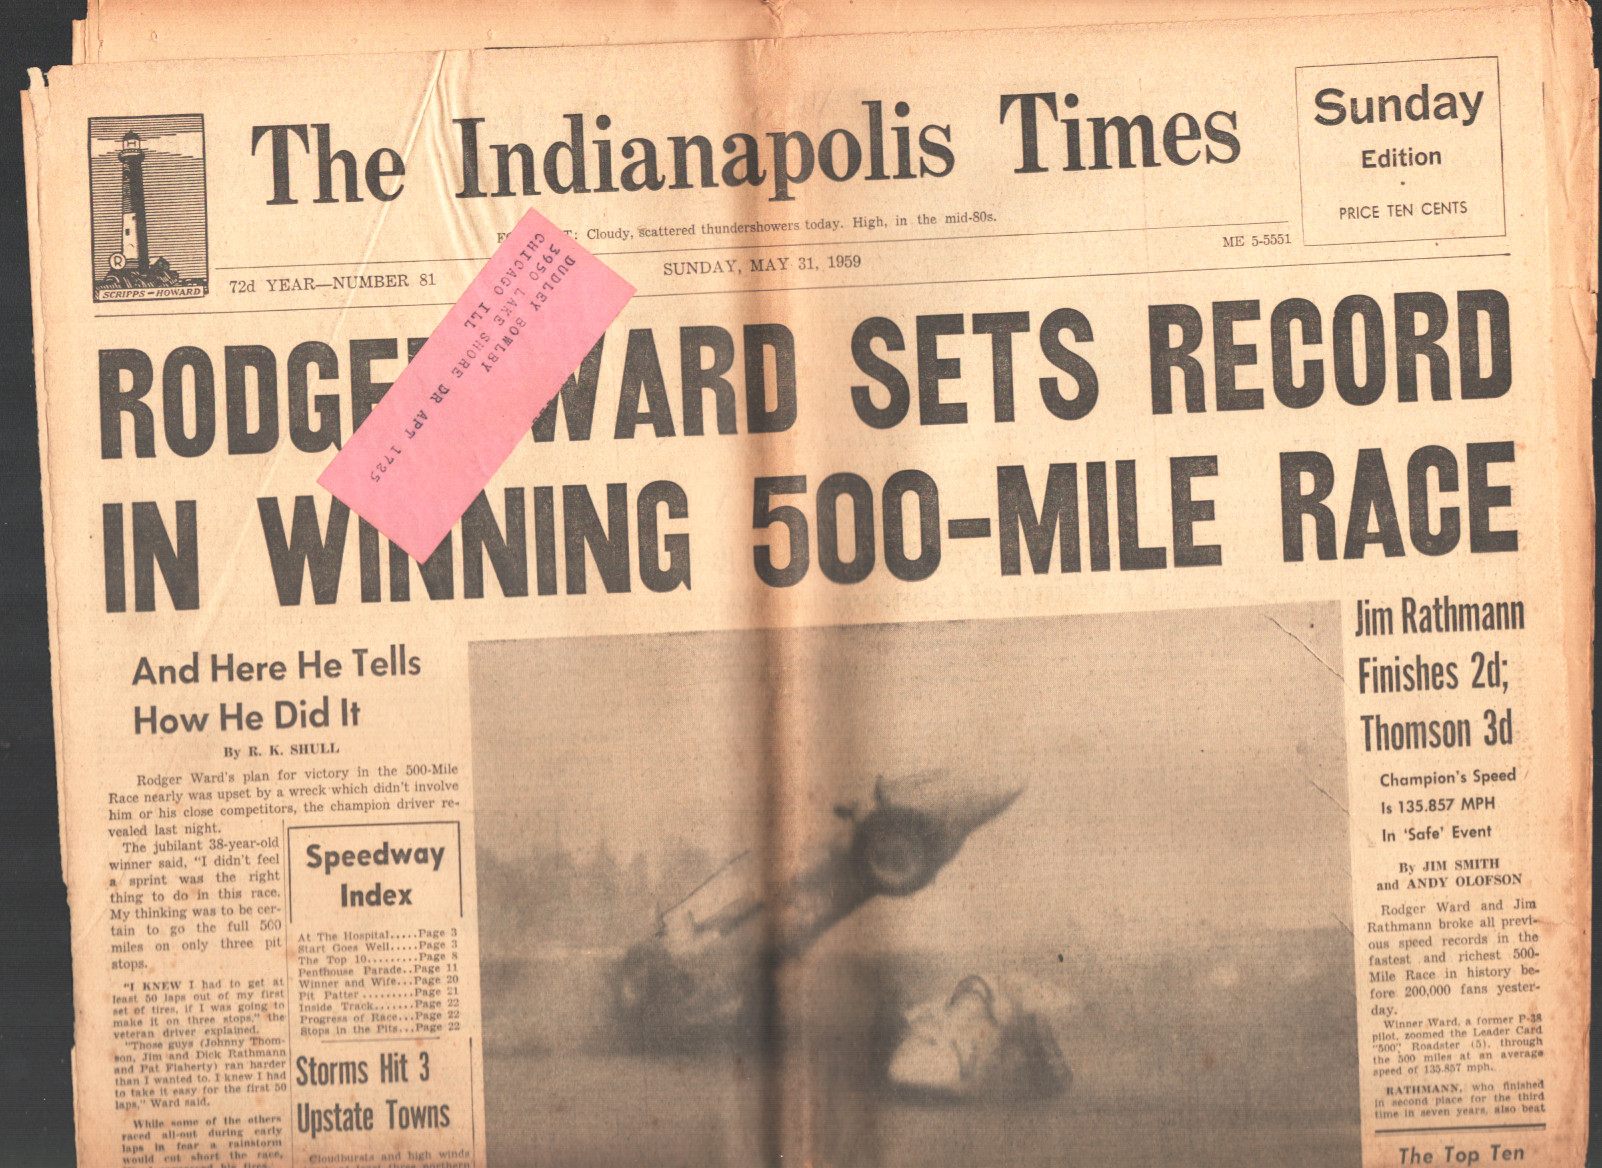 The Indianapolis Times
Sunday
Edition
PRICE TEN CENTS
R
SCRIPPS — HOWARD
T: Cloudy, scattered thundershowers today. High, in the mid-80s.
ME 5-5551
72d YEAR—NUMBER 81
SUNDAY, MAY 31, 1959
DUDLEY BOWLBY
3950 LAKE SHORE DR APT 1725
CHICAGO ILL
RODGE WARD SETS RECORD
IN WINNING 500-MILE RACE
And Here He Tells
How He Did It
By R. K. SHULL
Rodger Ward's plan for victory in the 500-Mile
Race nearly was upset by a wreck which didn't involve
him or his close competitors, the champion driver re-
vealed last night.
The jubilant 38-year-old
winner said, "I didn't feel
a sprint was the right
thing to do in this race.
My thinking was to be cer-
tain to go the full 500
miles on only three pit
stops.
"I KNEW I had to get at
least 50 laps out of my first
set of tires, if I was going to
make it on three stops," the
veteran driver explained.
"Those guys (Johnny Thom-
son, Jim and Dick Rathmann
and Pat Flaherty) ran harder
than I wanted to. I knew I had
to take it easy for the first 50
laps," Ward said.
While some of the others
raced all-out during early
laps in fear a rainstorm
would cut short the race,
his tires
Speedway
Index
At The Hospital.....Page 3
Start Goes Well.....Page 3
The Top 10.........Page 8
Penthouse Parade..Page 11
Winner and Wife...Page 20
Pit Patter.........Page 21
Inside Track.......Page 22
Progress of Race...Page 22
Stops in the Pits...Page 22
Storms Hit 3
Upstate Towns
Cloudbursts and high winds
at least three northern
Jim Rathmann
Finishes 2d;
Thomson 3d
Champion's Speed
Is 135.857 MPH
In 'Safe' Event
By JIM SMITH
and ANDY OLOFSON
Rodger Ward and Jim
Rathmann broke all previ-
ous speed records in the
fastest and richest 500-
Mile Race in history be-
fore 200,000 fans yester-
day.
Winner Ward, a former P-38
pilot, zoomed the Leader Card
"500" Roadster (5), through
the 500 miles at an average
speed of 135.857 mph.
RATHMANN, who finished
in second place for the third
time in seven years, also beat
The Top Ten